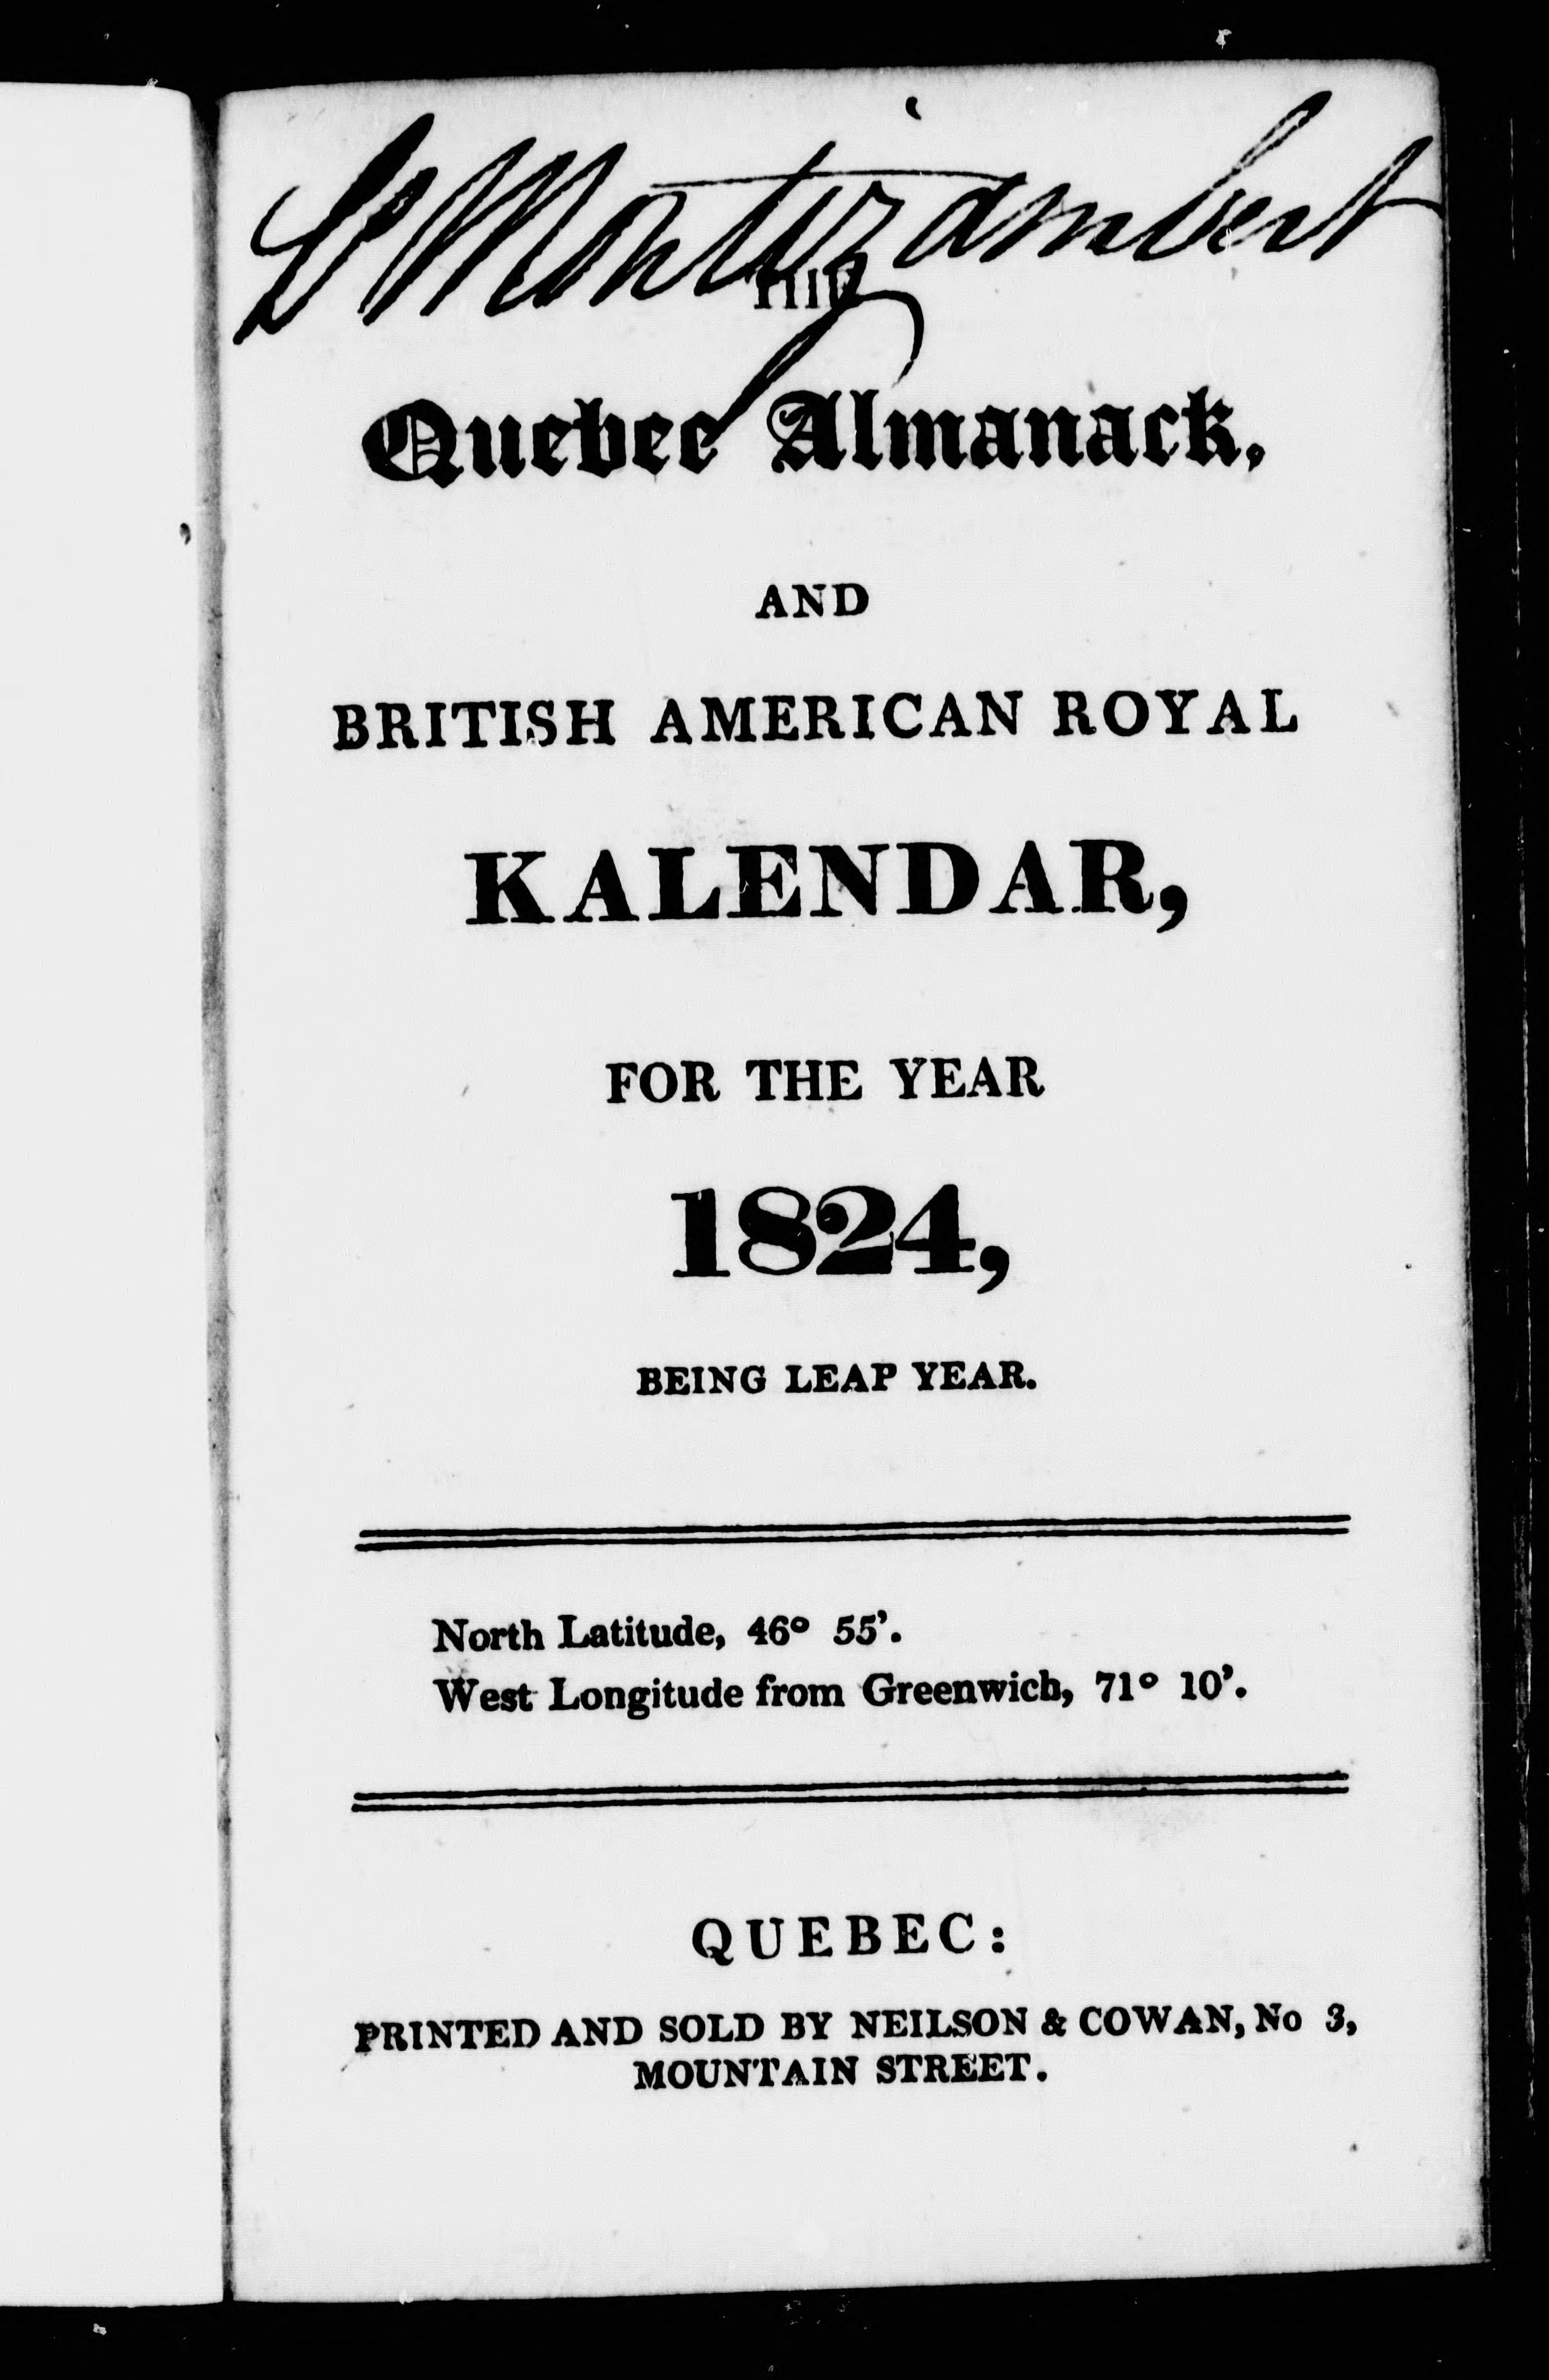 Montizambert
THE
Quebec Almanack,
AND
BRITISH AMERICAN ROYAL
KALENDAR,
FOR THE YEAR
1824,
BEING LEAP YEAR.
North Latitude, 46° 55'.
West Longitude from Greenwich, 71° 10'.
QUEBEC:
PRINTED AND SOLD BY NEILSON & COWAN, No 3,
MOUNTAIN STREET.